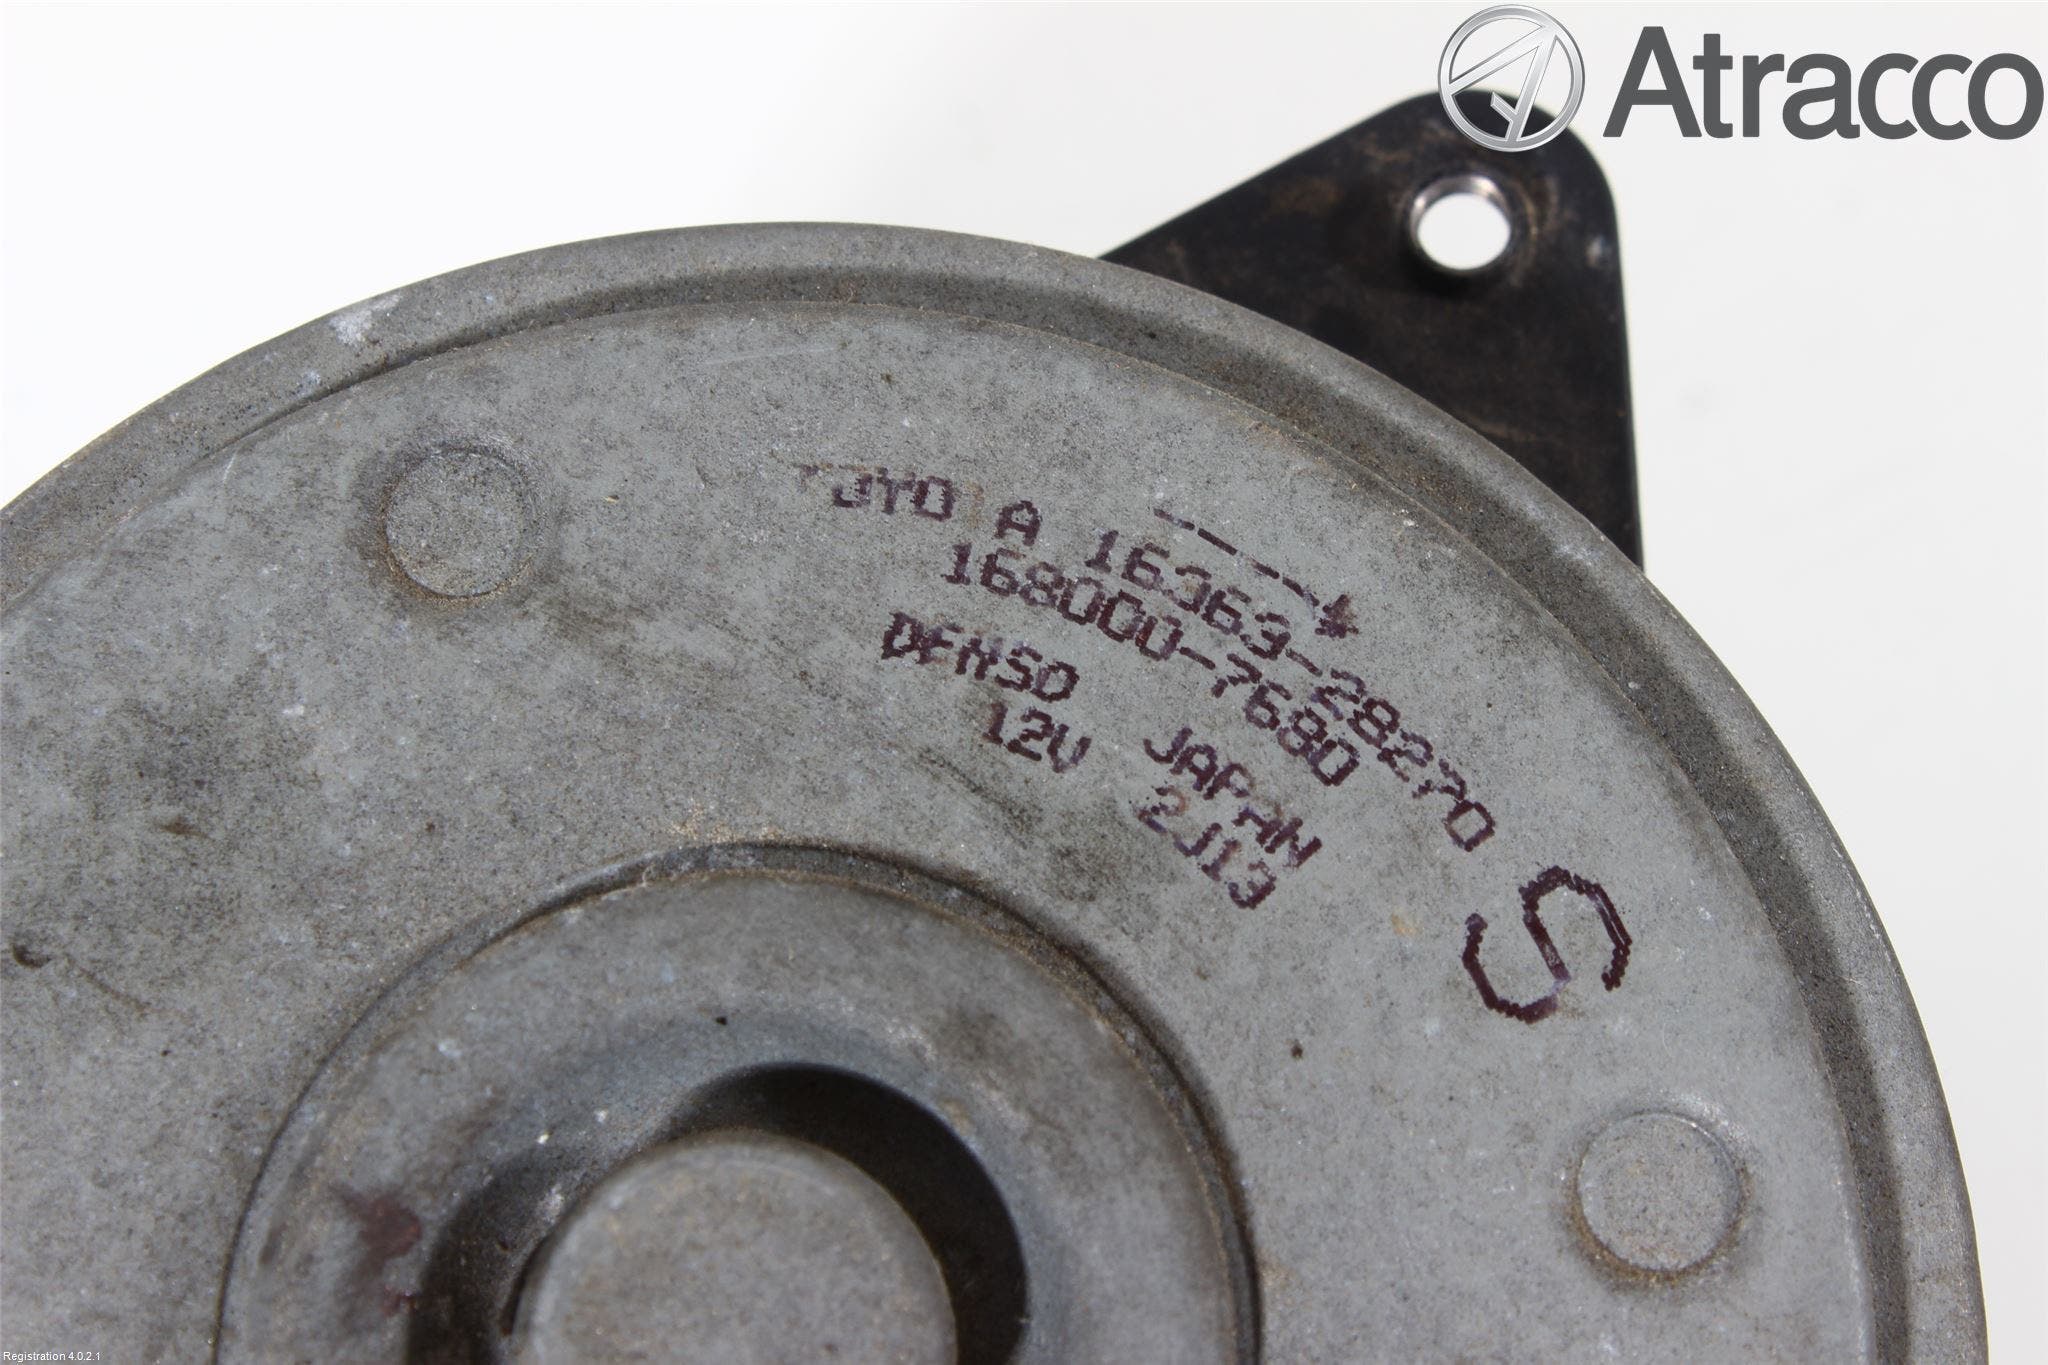 Atracco
TOYOTA 16363-28270
168000-7680
DENSO JAPAN
12V 2J13
S
Registration 4.0.2.1